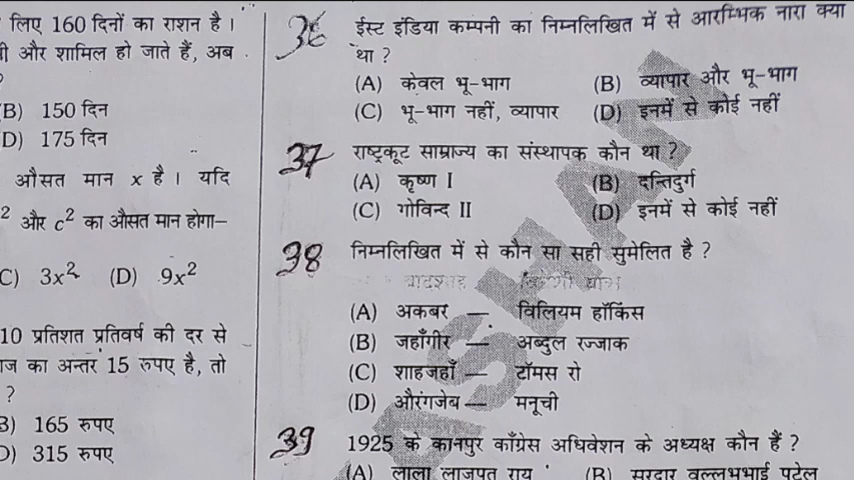 लिए 160 दिनों का राशन है।
और शामिल हो जाते हैं, अब
?
B) 150 दिन
D) 175 दिन
औसत मान x है। यदि
2 और c² का औसत मान होगा–
C) 3x² (D) 9x²
10 प्रतिशत प्रतिवर्ष की दर से
ज का अन्तर 15 रुपए है, तो
?
B) 165 रुपए
D) 315 रुपए
36 ईस्ट इंडिया कम्पनी का निम्नलिखित में से आरम्भिक नारा क्या
था ?
(A) केवल भू-भाग (B) व्यापार और भू-भाग
(C) भू-भाग नहीं, व्यापार (D) इनमें से कोई नहीं
37 राष्ट्रकूट साम्राज्य का संस्थापक कौन था ?
(A) कृष्ण I (B) दन्तिदुर्ग
(C) गोविन्द II (D) इनमें से कोई नहीं
38 निम्नलिखित में से कौन सा सही सुमेलित है ?
बादशाह
(A) अकबर — विलियम हॉकिंस
(B) जहाँगीर — अब्दुल रज्जाक
(C) शाहजहाँ — टॉमस रो
(D) औरंगजेब — मनूची
39 1925 के कानपुर काँग्रेस अधिवेशन के अध्यक्ष कौन हैं ?
(A) लाला लाजपत राय (B) सरदार वल्लभभाई पटेल